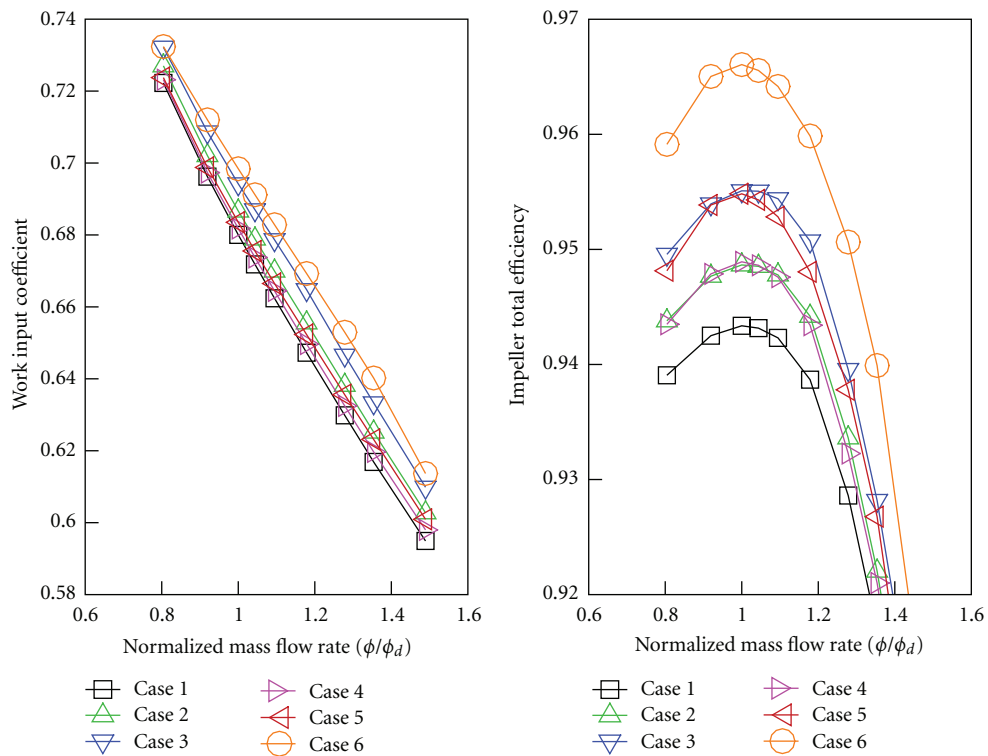 0.74
0.72
0.7
0.68
0.66
0.64
0.62
0.6
0.58
Work input coefficient
0.6 0.8 1 1.2 1.4 1.6
Normalized mass flow rate (ϕ/ϕd)
Case 1 Case 4
Case 2 Case 5
Case 3 Case 6
0.97
0.96
0.95
0.94
0.93
0.92
Impeller total efficiency
0.6 0.8 1 1.2 1.4 1.6
Normalized mass flow rate (ϕ/ϕd)
Case 1 Case 4
Case 2 Case 5
Case 3 Case 6